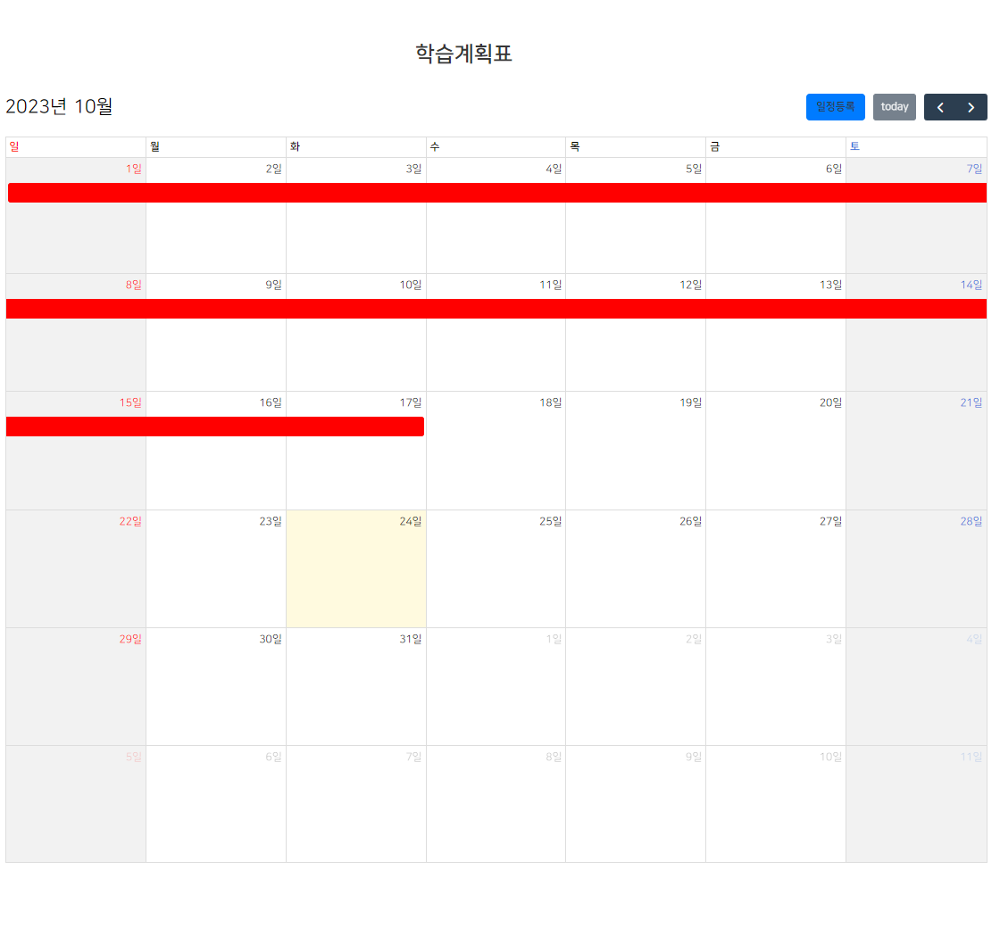 학습계획표
2023년 10월
일정등록 today
일 월 화 수 목 금 토
1일 2일 3일 4일 5일 6일 7일
8일 9일 10일 11일 12일 13일 14일
15일 16일 17일 18일 19일 20일 21일
22일 23일 24일 25일 26일 27일 28일
29일 30일 31일 1일 2일 3일 4일
5일 6일 7일 8일 9일 10일 11일